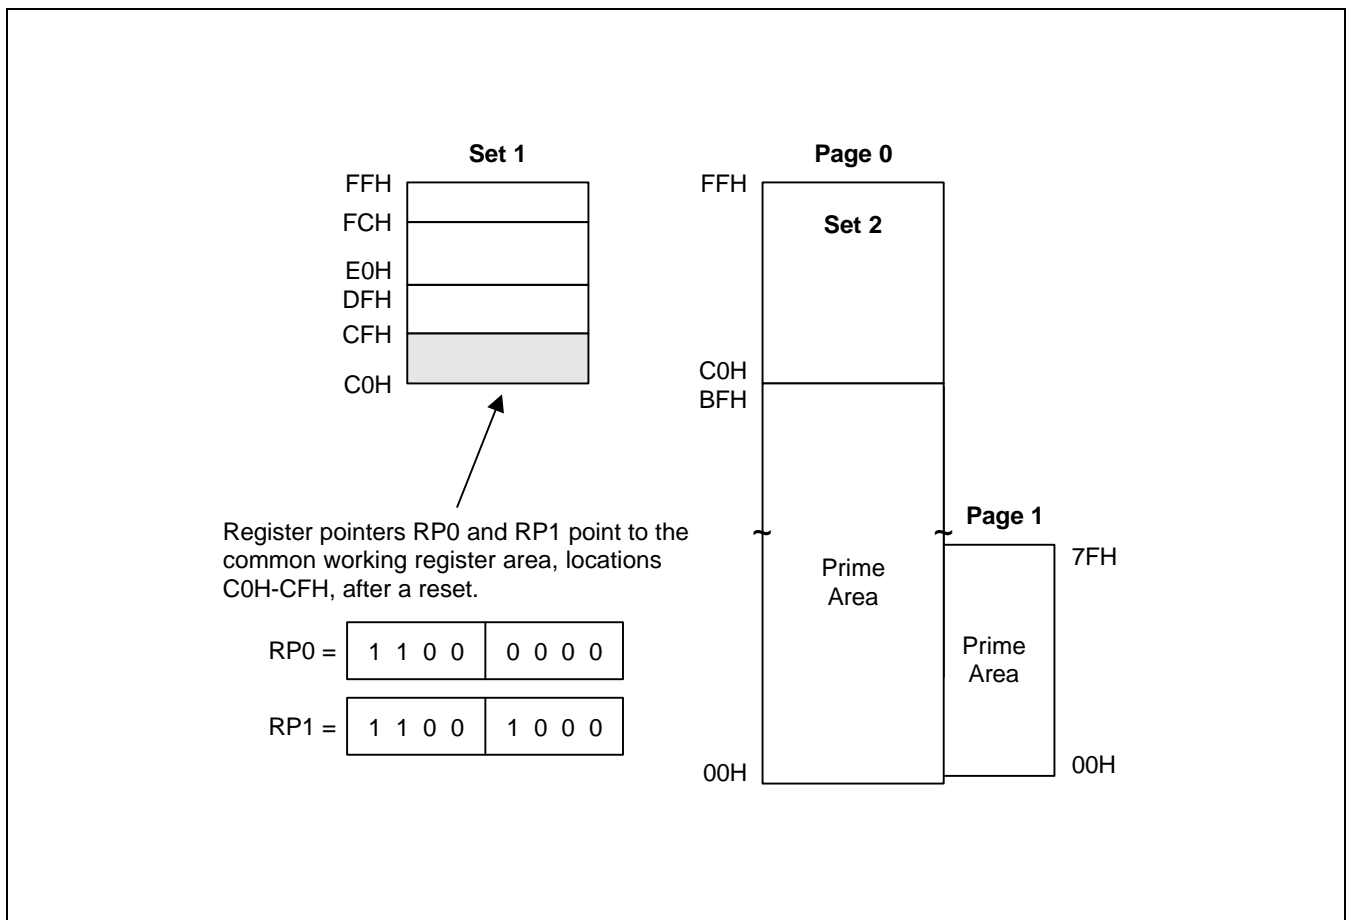 Set 1
FFH
FCH
E0H
DFH
CFH
C0H
Register pointers RP0 and RP1 point to the
common working register area, locations
C0H-CFH, after a reset.
RP0 = 1 1 0 0 0 0 0 0
RP1 = 1 1 0 0 1 0 0 0
Page 0
FFH
Set 2
C0H
BFH
~ ~
Prime
Area
00H
Page 1
7FH
Prime
Area
00H